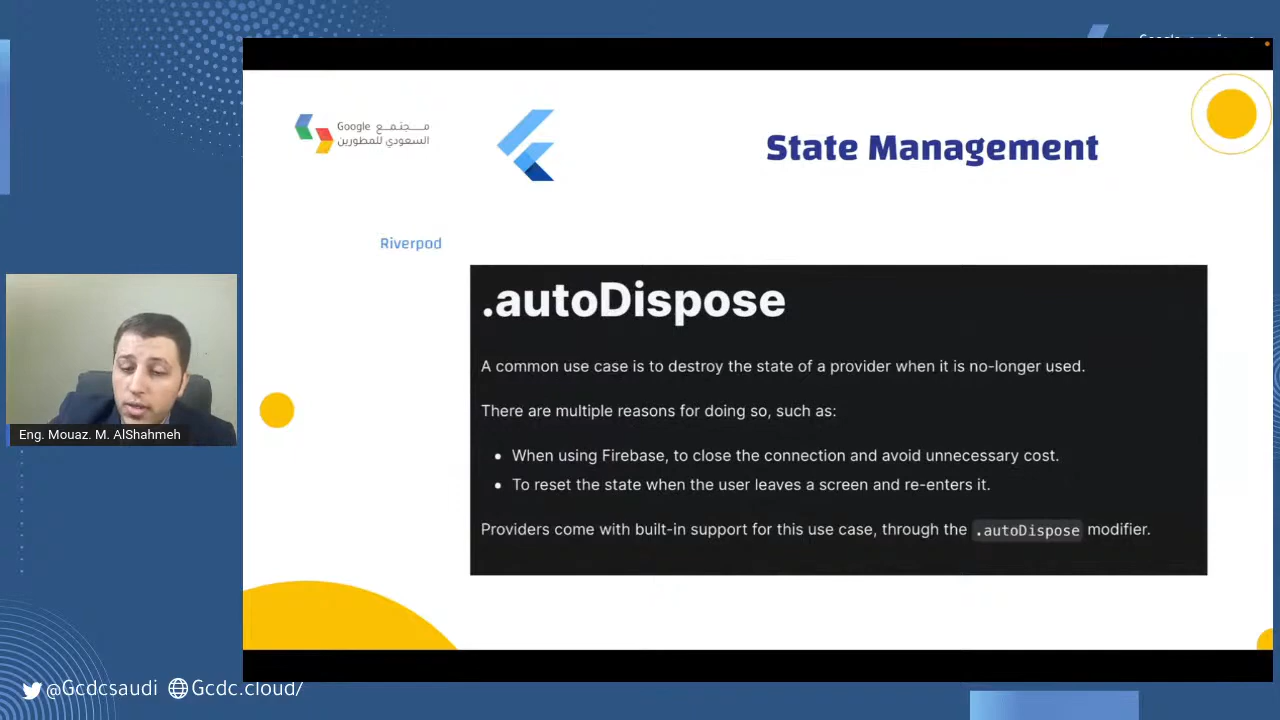 Google مجتمع
السعودي للمطورين
State Management
Riverpod
.autoDispose
A common use case is to destroy the state of a provider when it is no-longer used.
There are multiple reasons for doing so, such as:
• When using Firebase, to close the connection and avoid unnecessary cost.
• To reset the state when the user leaves a screen and re-enters it.
Providers come with built-in support for this use case, through the .autoDispose modifier.
Eng. Mouaz. M. AlShahmeh
@Gcdcsaudi Gcdc.cloud/